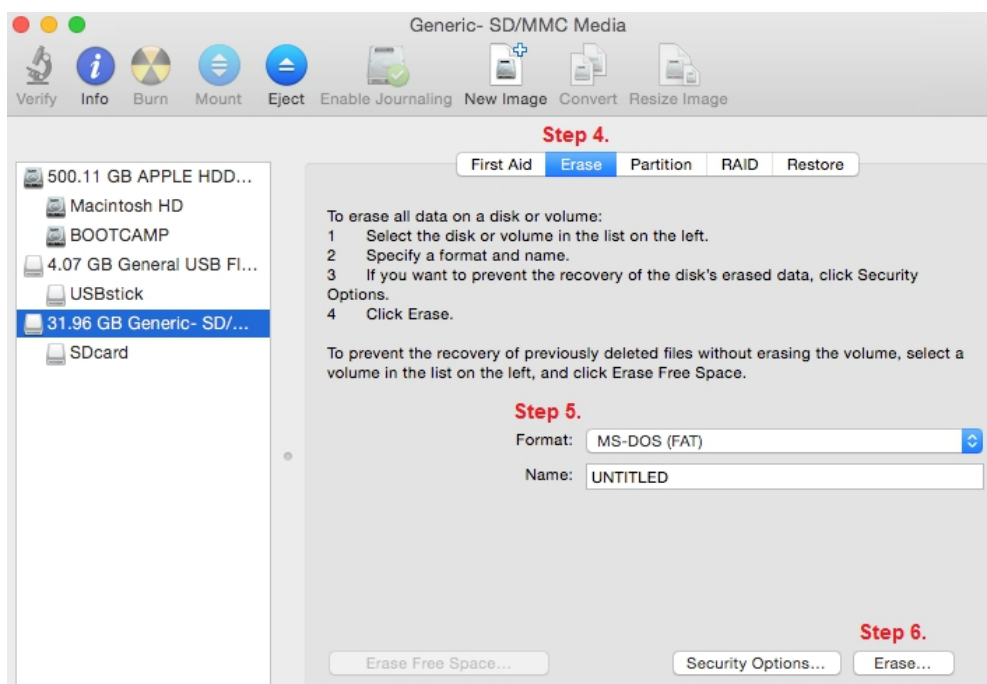 Generic- SD/MMC Media
Verify Info Burn Mount Eject Enable Journaling New Image Convert Resize Image
Step 4.
First Aid Erase Partition RAID Restore
500.11 GB APPLE HDD...
Macintosh HD
BOOTCAMP
4.07 GB General USB Fl...
USBstick
31.96 GB Generic- SD/...
SDcard
To erase all data on a disk or volume:
1 Select the disk or volume in the list on the left.
2 Specify a format and name.
3 If you want to prevent the recovery of the disk's erased data, click Security
Options.
4 Click Erase.
To prevent the recovery of previously deleted files without erasing the volume, select a
volume in the list on the left, and click Erase Free Space.
Step 5.
Format: MS-DOS (FAT)
Name: UNTITLED
Step 6.
Erase Free Space... Security Options... Erase...